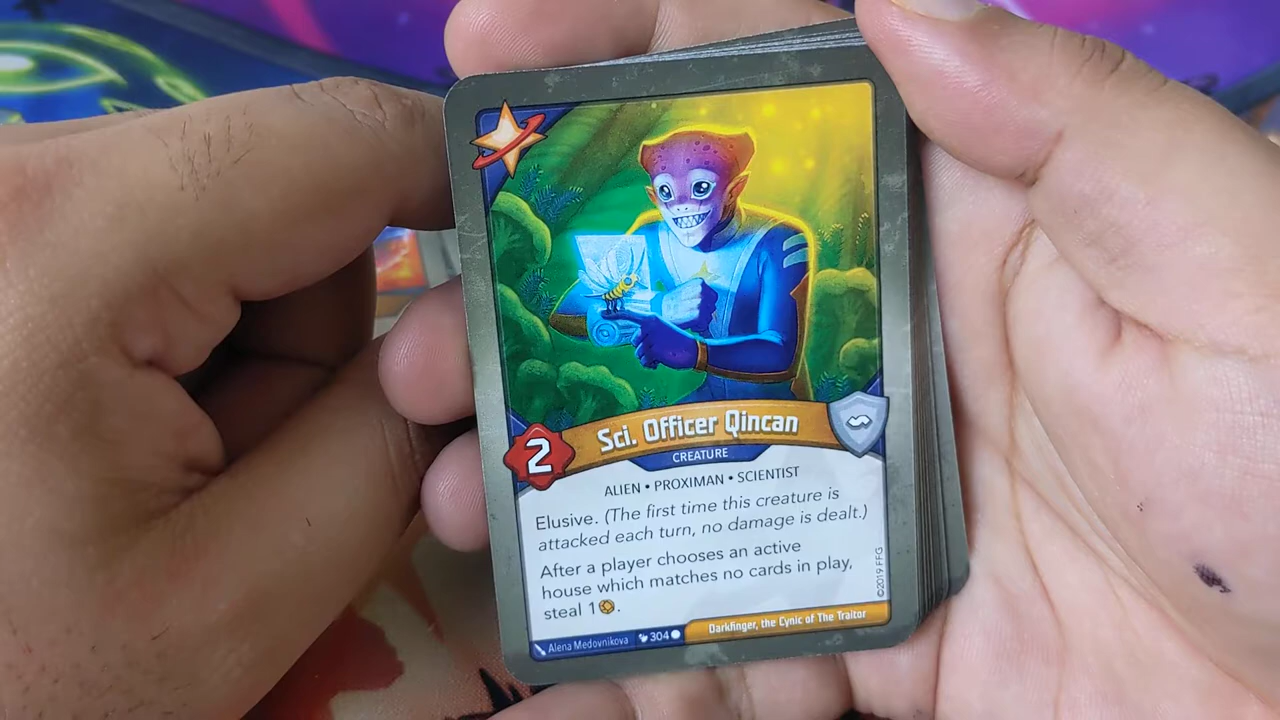 Sci. Officer Qincan
2
CREATURE
ALIEN • PROXIMAN • SCIENTIST
Elusive. (The first time this creature is
attacked each turn, no damage is dealt.)
After a player chooses an active
house which matches no cards in play,
steal 1.
©2019 FFG
Alena Medovnikova 304
Darkfinger, the Cynic of The Traitor